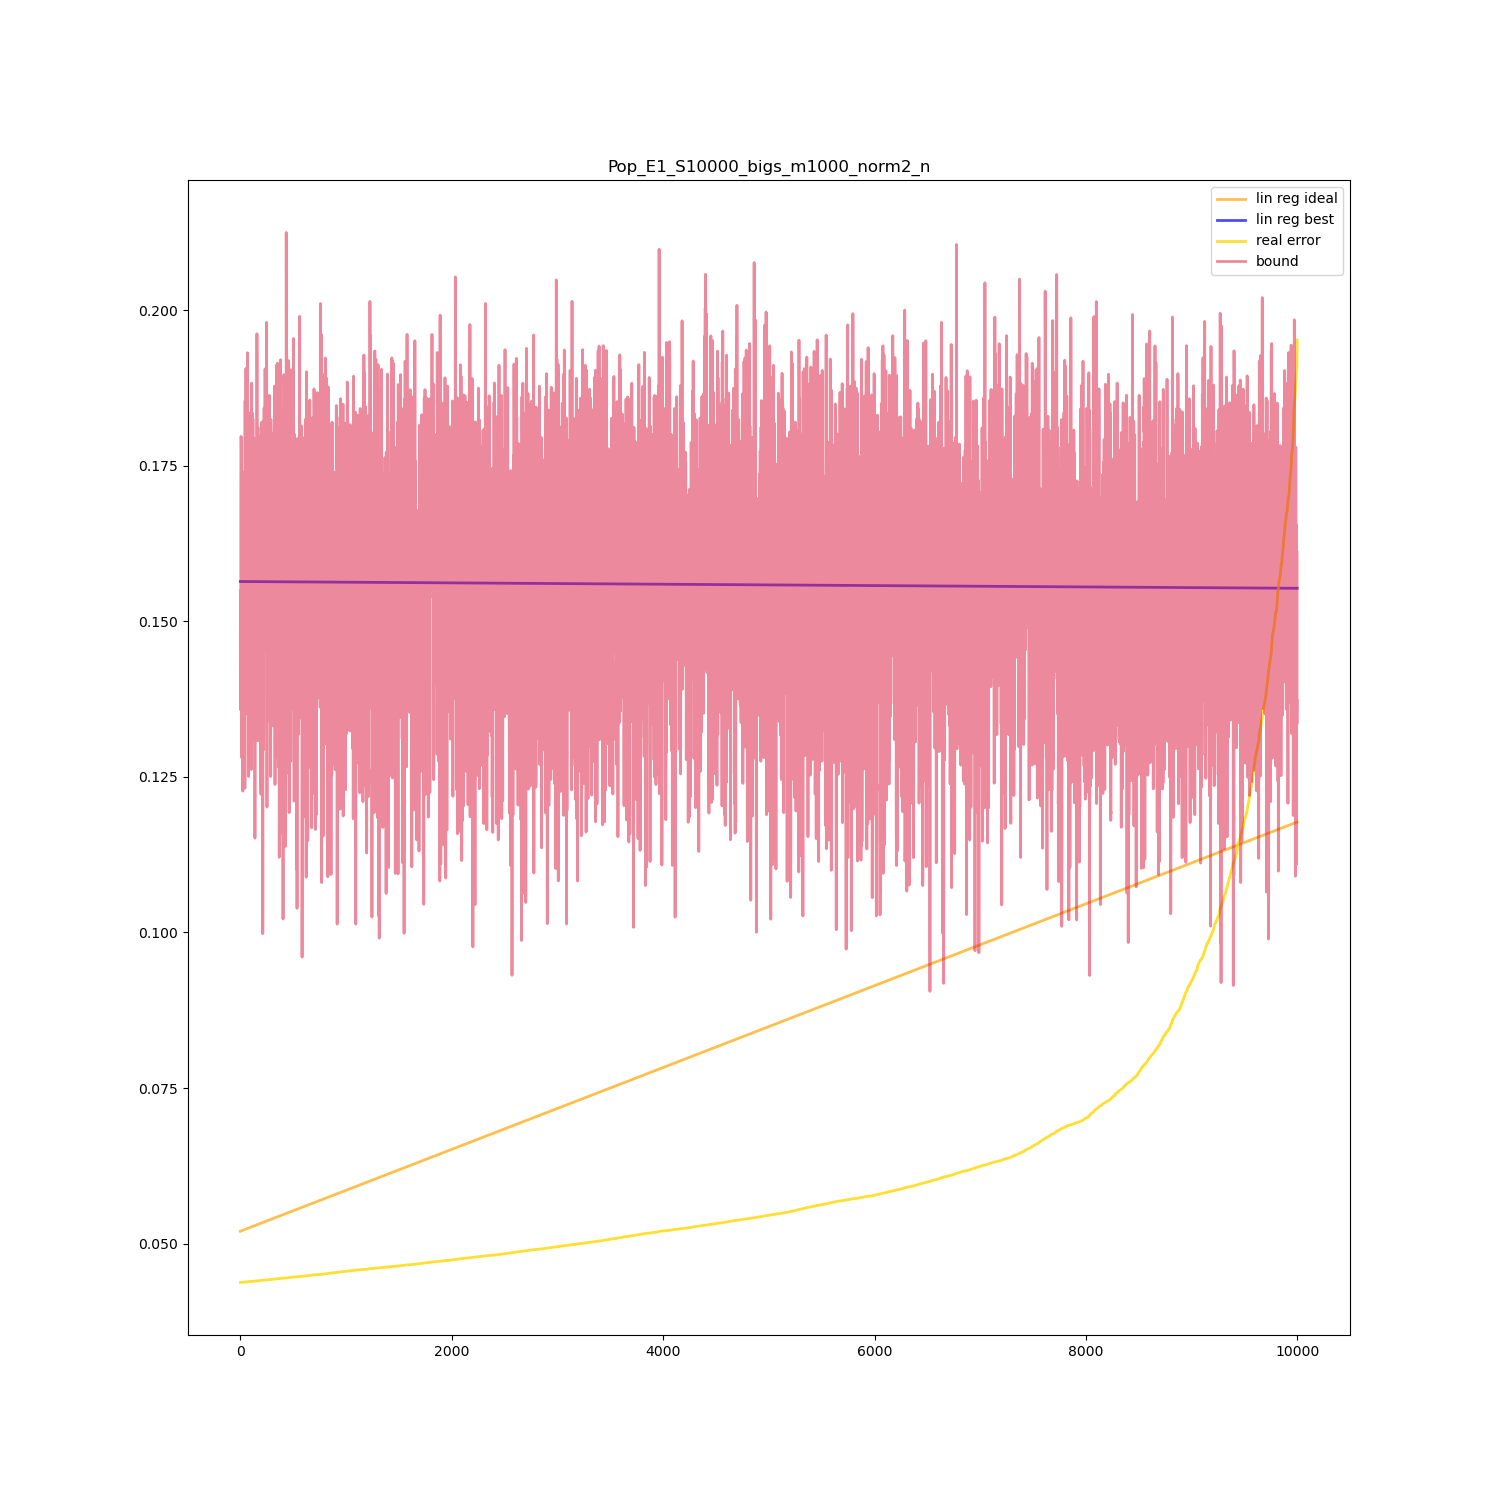 Pop_E1_S10000_bigs_m1000_norm2_n
lin reg ideal
lin reg best
real error
bound
0.200
0.175
0.150
0.125
0.100
0.075
0.050
0 2000 4000 6000 8000 10000